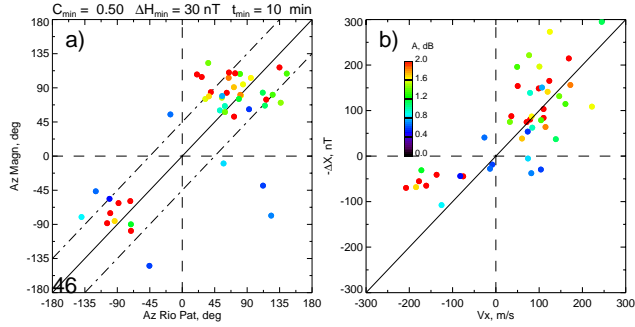 C_min = 0.50 ΔH_min = 30 nT t_min = 10 min
a)
Az Magn, deg
180
135
90
45
0
-45
-90
-135
-180
46
-180 -135 -90 -45 0 45 90 135 180
Az Rio Pat, deg
b)
A, dB
2.0
1.6
1.2
0.8
0.4
0.0
-ΔX, nT
300
200
100
0
-100
-200
-300
-300 -200 -100 0 100 200 300
Vx, m/s